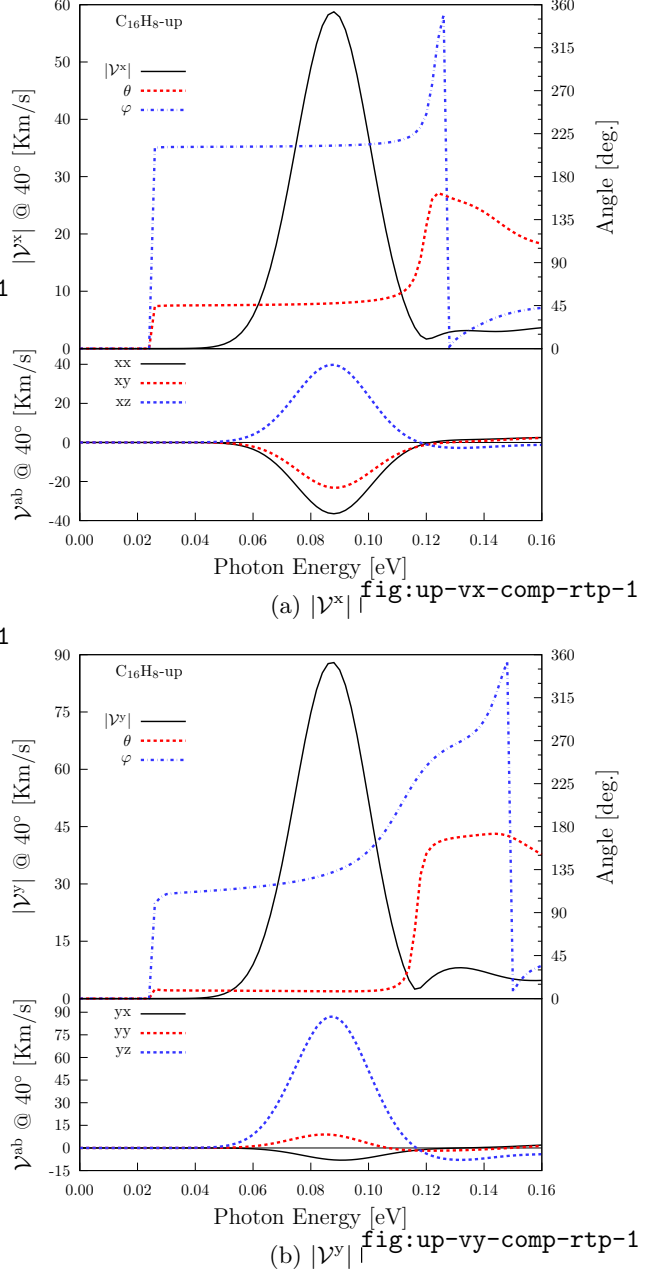 C₁₆H₈-up
|𝒱ˣ|
θ
φ
60
50
40
30
20
10
0
|𝒱ˣ| @ 40° [Km/s]
360
315
270
225
180
135
90
45
0
Angle [deg.]
1
xx
xy
xz
40
20
0
-20
-40
𝒱ᵃᵇ @ 40° [Km/s]
0.00 0.02 0.04 0.06 0.08 0.10 0.12 0.14 0.16
Photon Energy [eV]
(a) |𝒱ˣ| fig:up-vx-comp-rtp-1
1
C₁₆H₈-up
|𝒱ʸ|
θ
φ
90
75
60
45
30
15
0
|𝒱ʸ| @ 40° [Km/s]
360
315
270
225
180
135
90
45
0
Angle [deg.]
yx
yy
yz
90
75
60
45
30
15
0
-15
𝒱ᵃᵇ @ 40° [Km/s]
0.00 0.02 0.04 0.06 0.08 0.10 0.12 0.14 0.16
Photon Energy [eV]
(b) |𝒱ʸ| fig:up-vy-comp-rtp-1